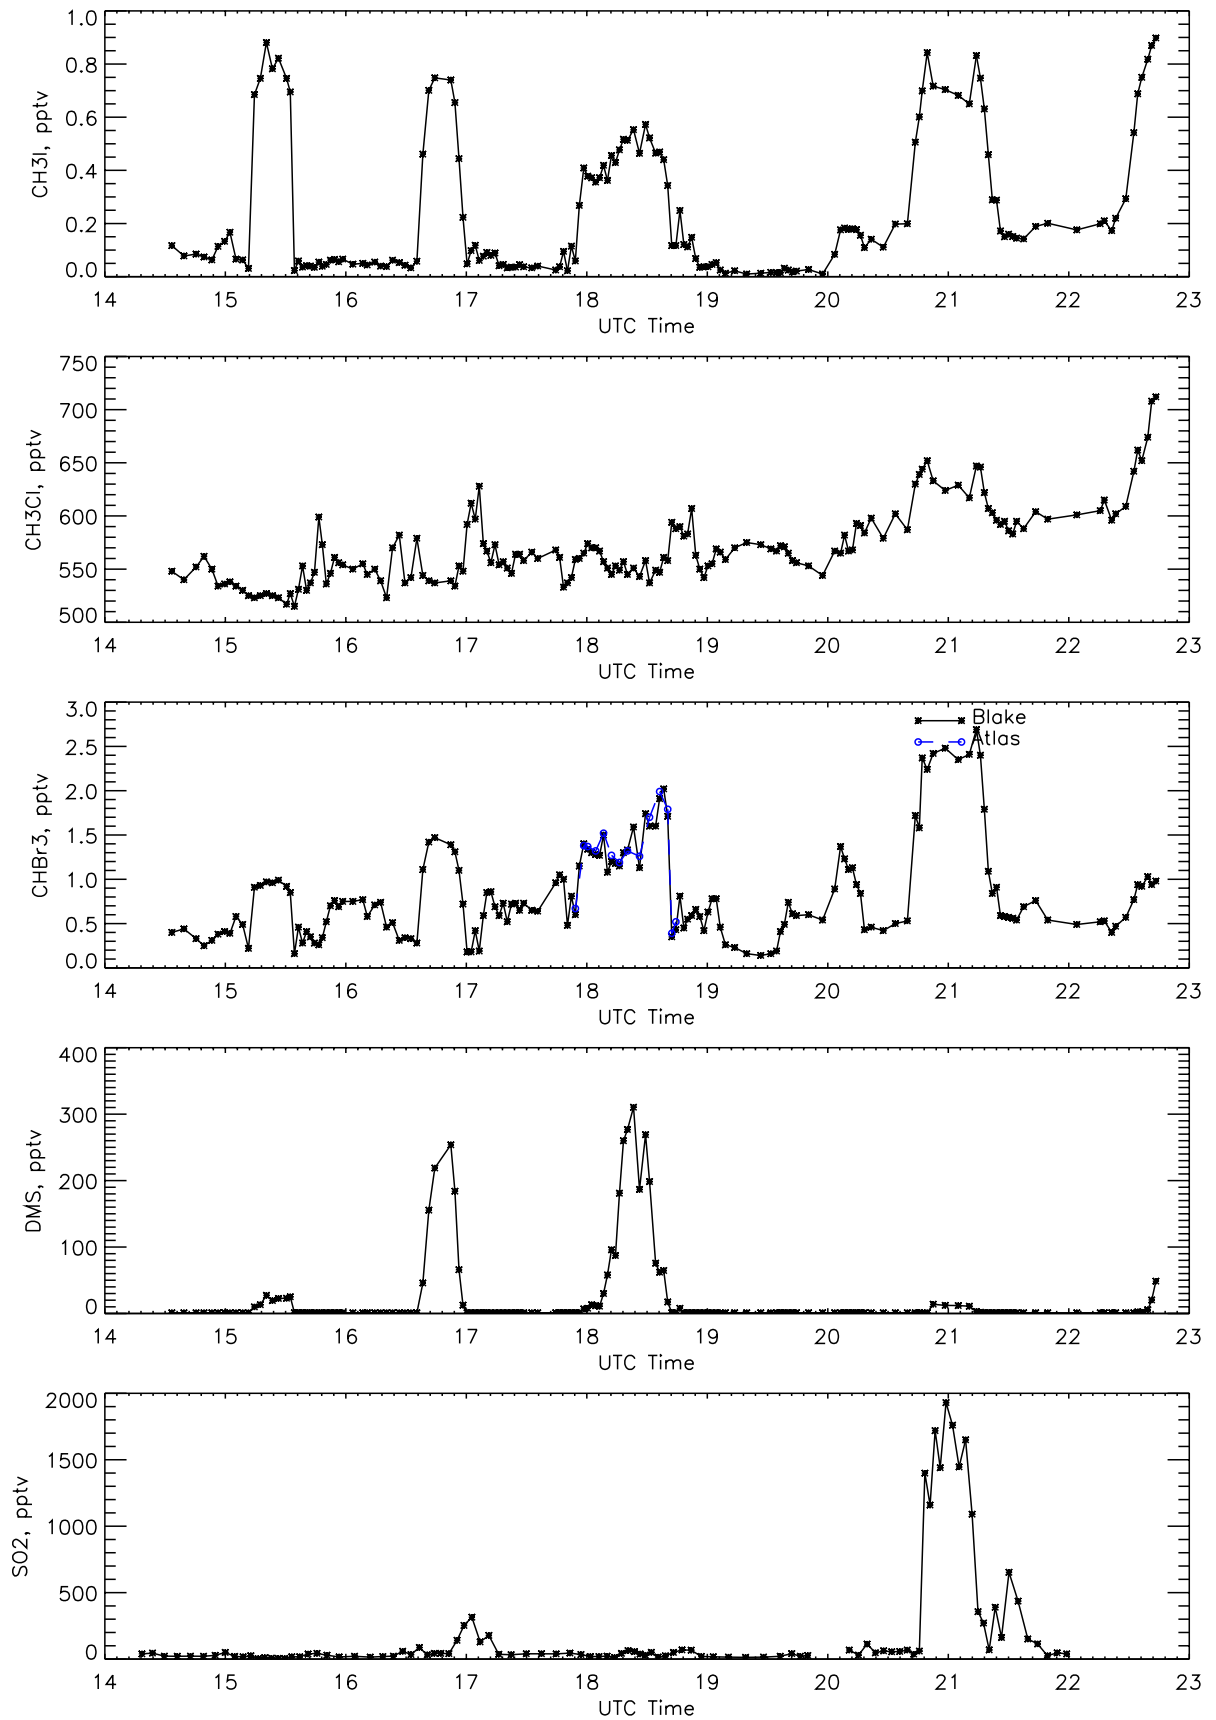 1.0
0.8
0.6
0.4
0.2
0.0
CH3I, pptv
14 15 16 17 18 19 20 21 22 23
UTC Time
750
700
650
600
550
500
CH3Cl, pptv
14 15 16 17 18 19 20 21 22 23
UTC Time
3.0
2.5
2.0
1.5
1.0
0.5
0.0
CHBr3, pptv
Blake
Atlas
14 15 16 17 18 19 20 21 22 23
UTC Time
400
300
200
100
0
DMS, pptv
14 15 16 17 18 19 20 21 22 23
UTC Time
2000
1500
1000
500
0
SO2, pptv
14 15 16 17 18 19 20 21 22 23
UTC Time